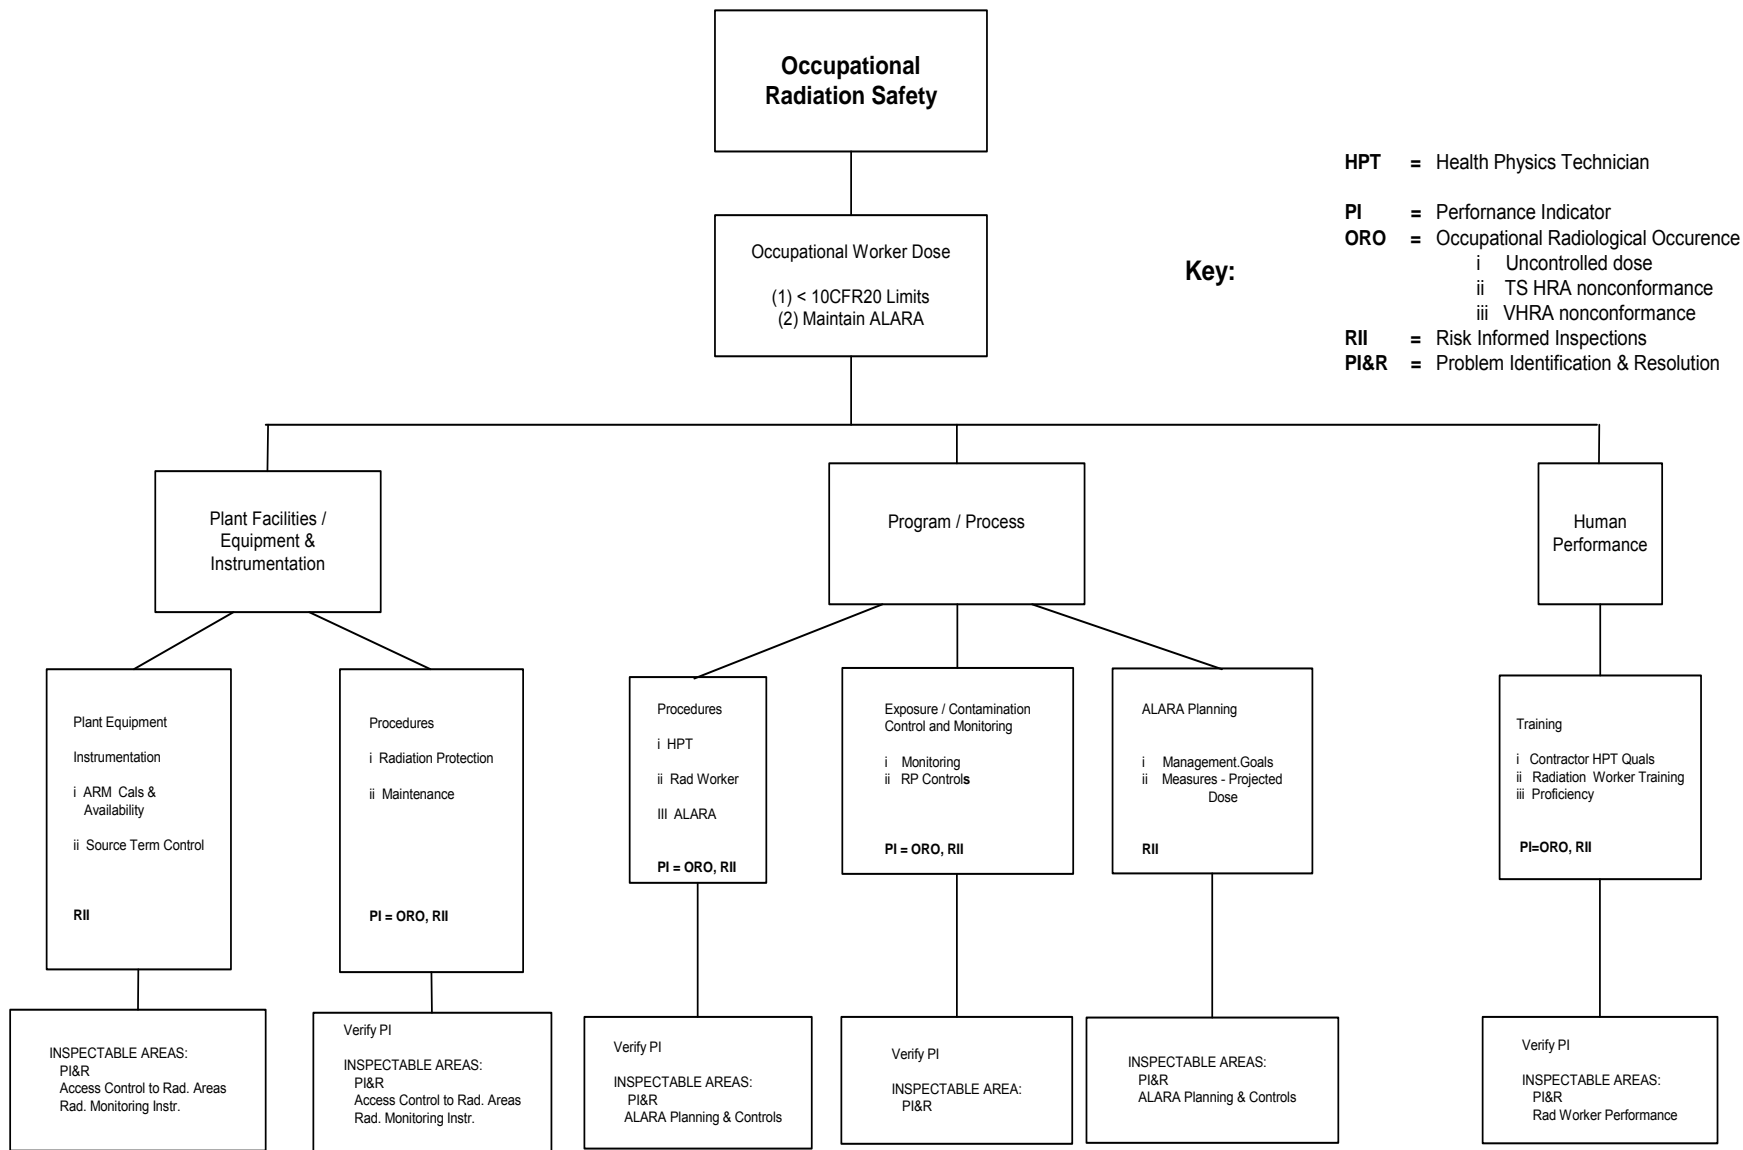 Occupational
Radiation Safety
HPT = Health Physics Technician
PI = Perfornance Indicator
ORO = Occupational Radiological Occurence
i Uncontrolled dose
ii TS HRA nonconformance
iii VHRA nonconformance
RII = Risk Informed Inspections
PI&R = Problem Identification & Resolution
Key:
Occupational Worker Dose
(1) < 10CFR20 Limits
(2) Maintain ALARA
Plant Facilities /
Equipment &
Instrumentation
Program / Process
Human
Performance
Plant Equipment
Instrumentation
i ARM Cals &
Availability
ii Source Term Control
RII
Procedures
i Radiation Protection
ii Maintenance
PI = ORO, RII
Procedures
i HPT
ii Rad Worker
III ALARA
PI = ORO, RII
Exposure / Contamination
Control and Monitoring
i Monitoring
ii RP Controls
PI = ORO, RII
ALARA Planning
i Management.Goals
ii Measures - Projected
Dose
RII
Training
i Contractor HPT Quals
ii Radiation Worker Training
iii Proficiency
PI=ORO, RII
INSPECTABLE AREAS:
PI&R
Access Control to Rad. Areas
Rad. Monitoring Instr.
Verify PI
INSPECTABLE AREAS:
PI&R
Access Control to Rad. Areas
Rad. Monitoring Instr.
Verify PI
INSPECTABLE AREAS:
PI&R
ALARA Planning & Controls
Verify PI
INSPECTABLE AREA:
PI&R
INSPECTABLE AREAS:
PI&R
ALARA Planning & Controls
Verify PI
INSPECTABLE AREAS:
PI&R
Rad Worker Performance